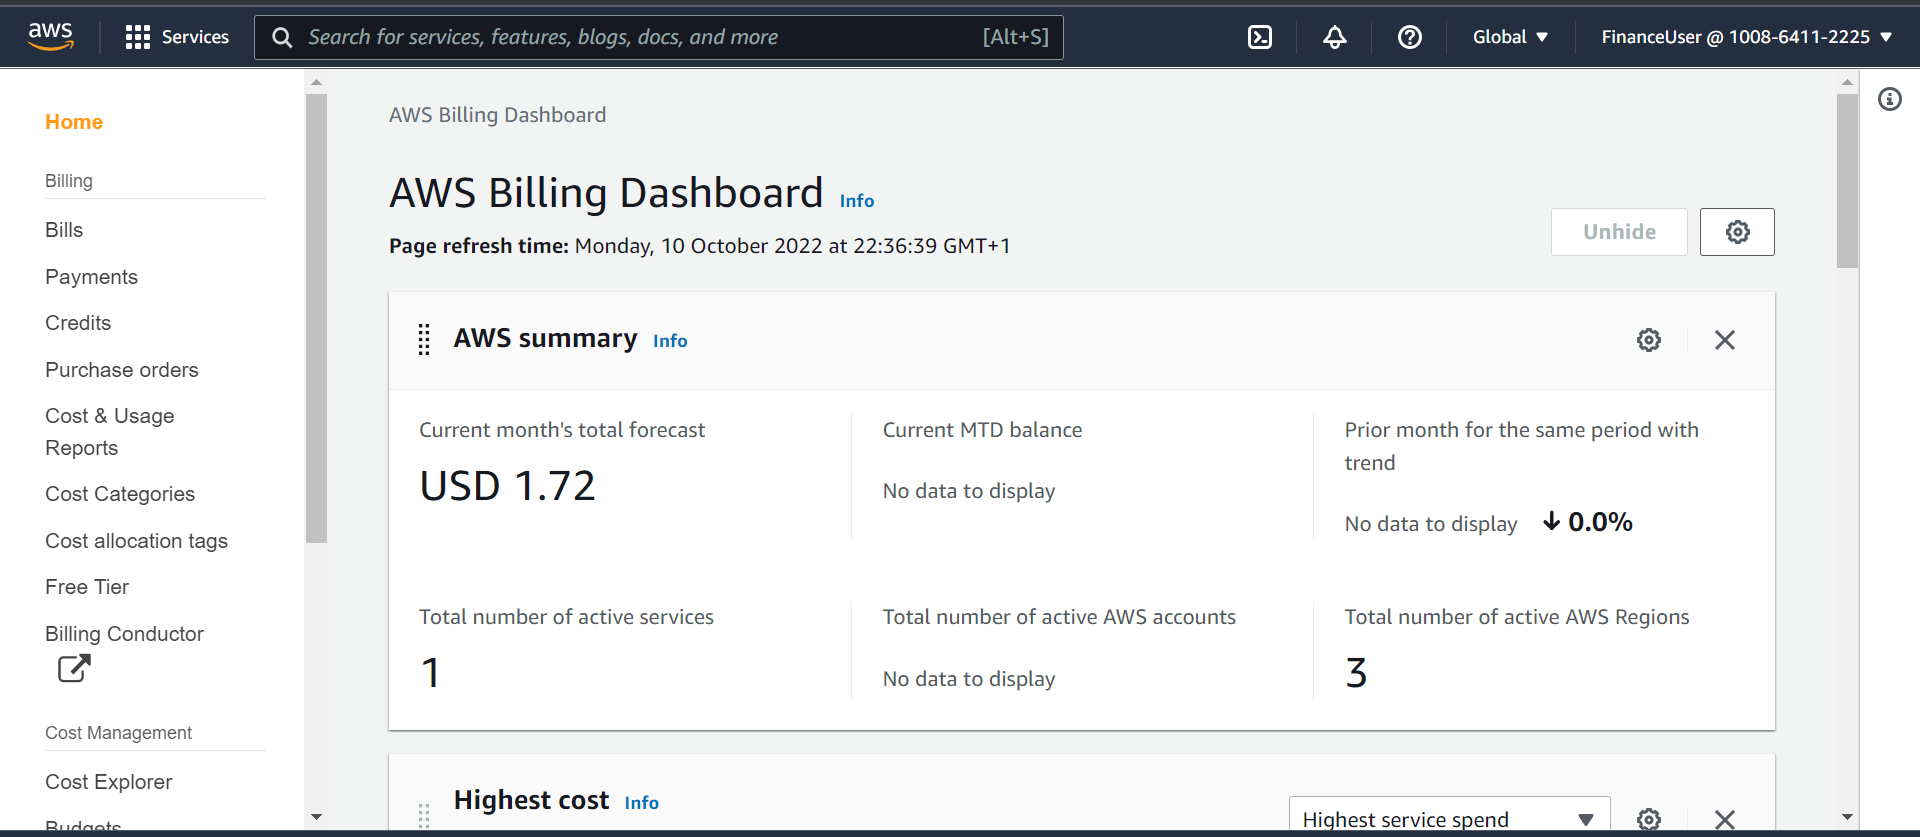 aws
Services
Search for services, features, blogs, docs, and more
[Alt+S]
Global
FinanceUser @ 1008-6411-2225
Home
Billing
Bills
Payments
Credits
Purchase orders
Cost & Usage
Reports
Cost Categories
Cost allocation tags
Free Tier
Billing Conductor
Cost Management
Cost Explorer
Budgets
AWS Billing Dashboard
AWS Billing Dashboard Info
Page refresh time: Monday, 10 October 2022 at 22:36:39 GMT+1
Unhide
AWS summary Info
Current month's total forecast
USD 1.72
Current MTD balance
No data to display
Prior month for the same period with
trend
No data to display 0.0%
Total number of active services
1
Total number of active AWS accounts
No data to display
Total number of active AWS Regions
3
Highest cost Info
Highest service spend